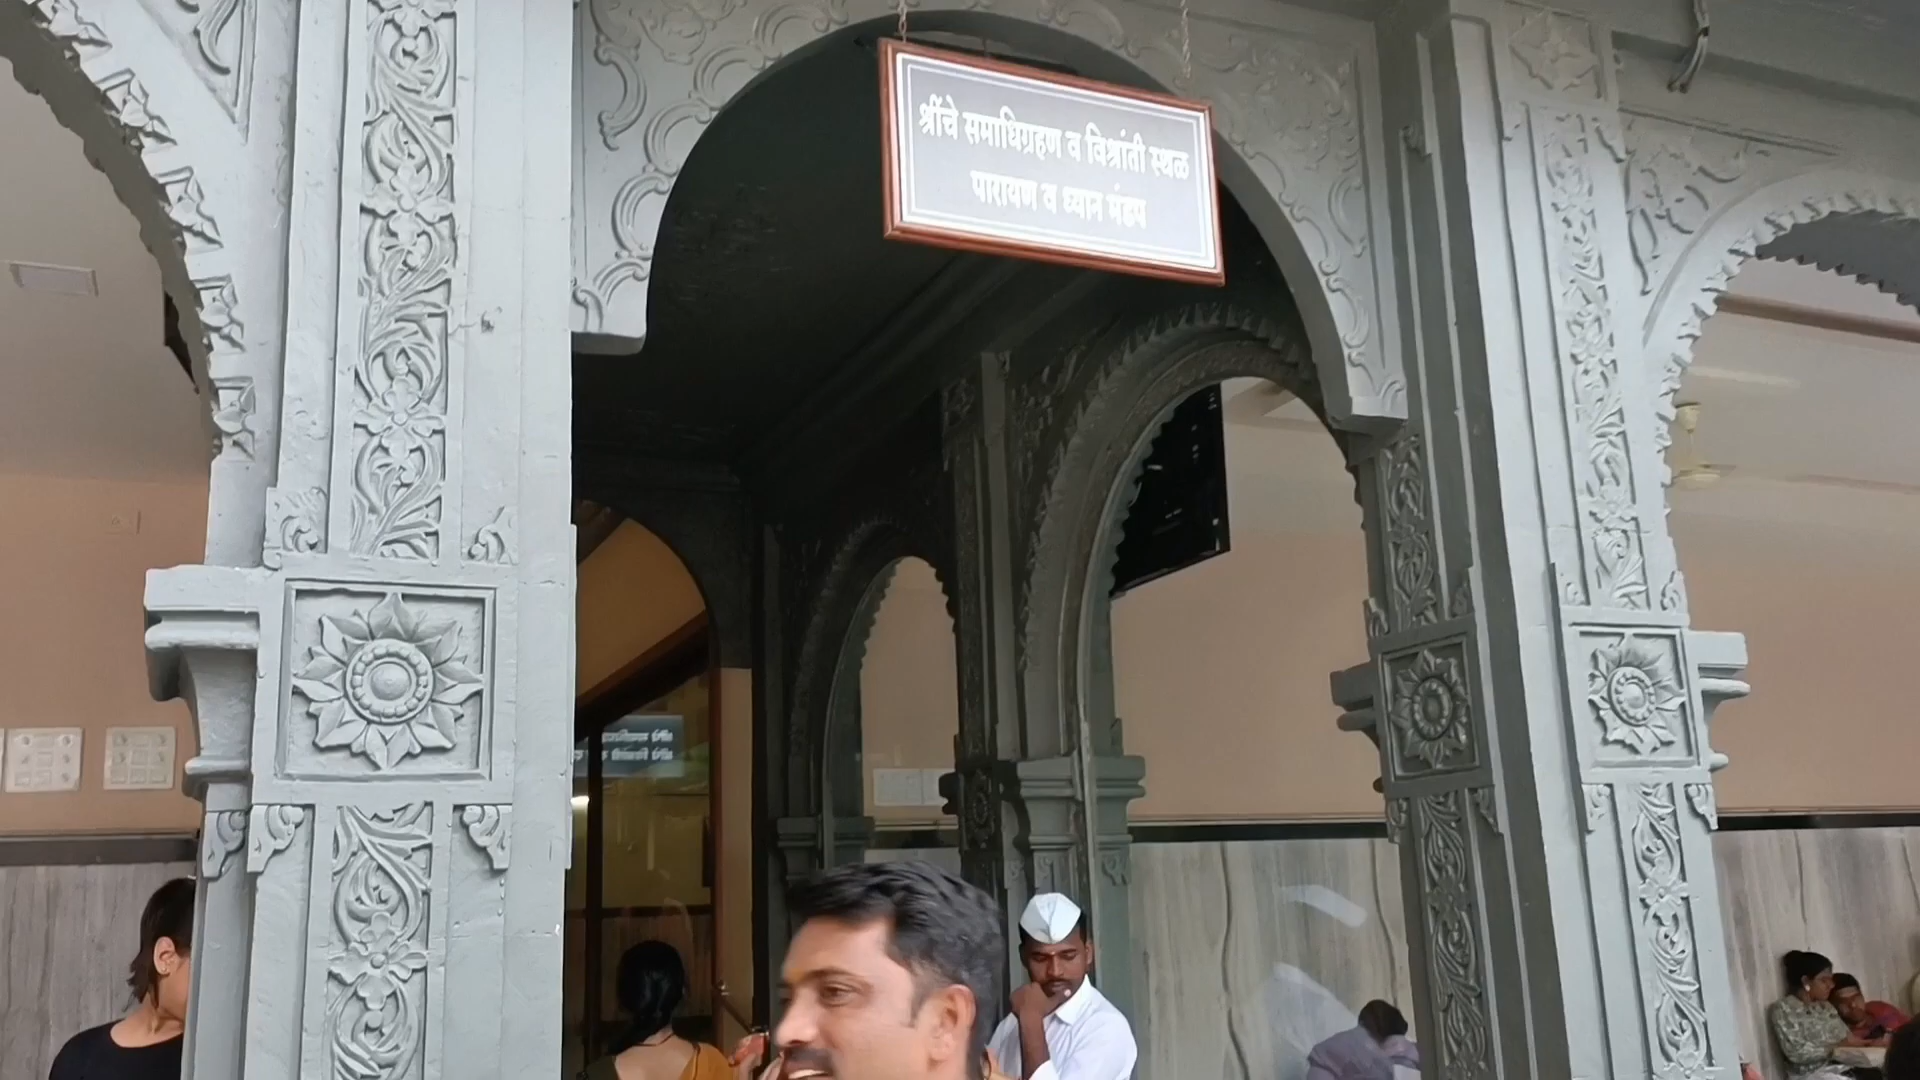 श्रींचे समाधिग्रहण व विश्रांती स्थळ
पारायण व ध्यान मंडप